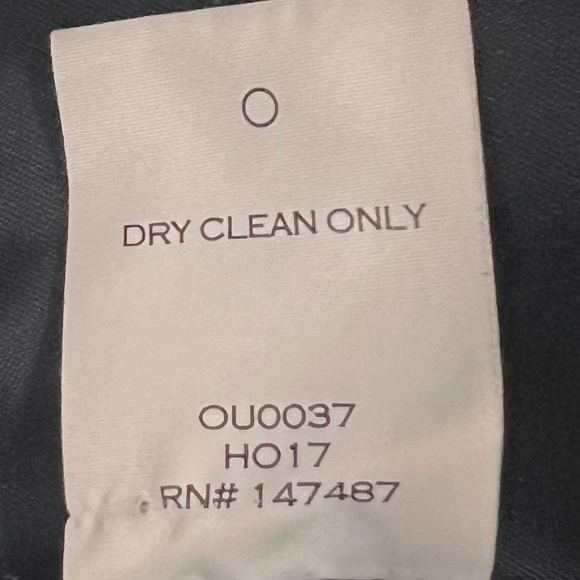 DRY CLEAN ONLY
OU0037
HO17
RN# 147487